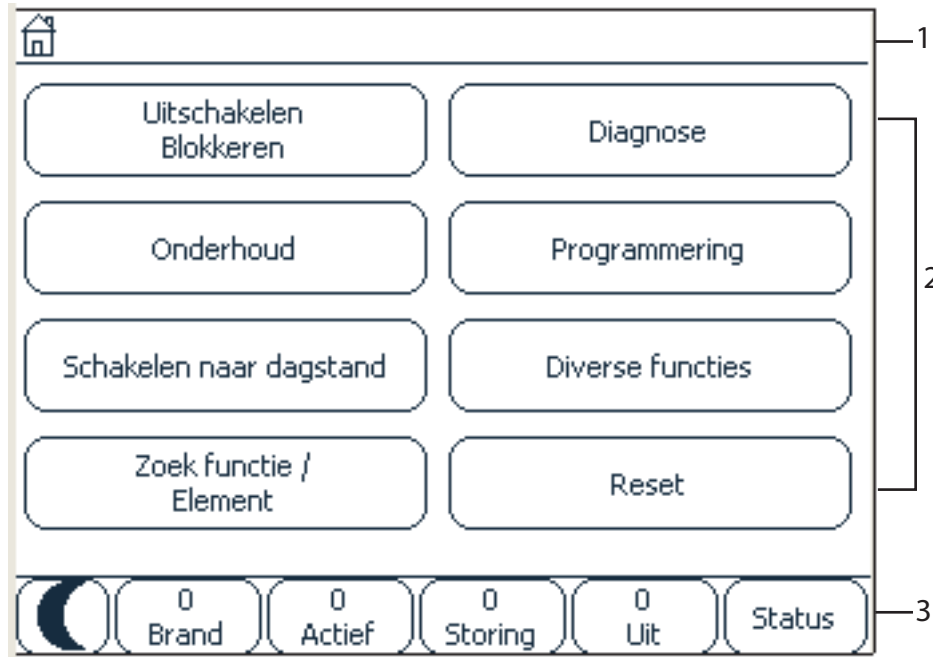 1
Uitschakelen
Blokkeren
Diagnose
Onderhoud
Programmering
2
Schakelen naar dagstand
Diverse functies
Zoek functie /
Element
Reset
0
Brand
0
Actief
0
Storing
0
Uit
Status
3